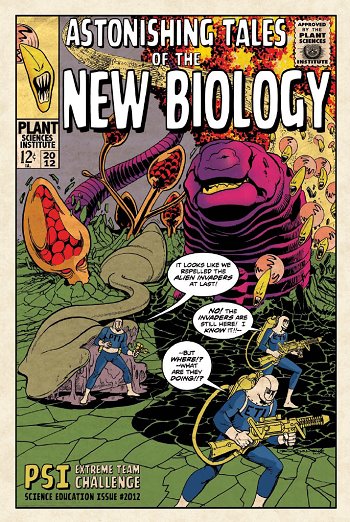 ASTONISHING TALES
OF THE
NEW BIOLOGY
APPROVED
BY THE
PLANT
SCIENCES
INSTITUTE
PLANT
SCIENCES
INSTITUTE
12¢
20
12
IT LOOKS LIKE WE
REPELLED THE
ALIEN INVADERS
AT LAST!
NO! THE
INVADERS ARE
STILL HERE! I
KNOW IT!!--
--BUT
WHERE!?--
--WHAT
ARE THEY
DOING!!?
PSI
EXTREME TEAM
CHALLENGE
SCIENCE EDUCATION ISSUE #2012